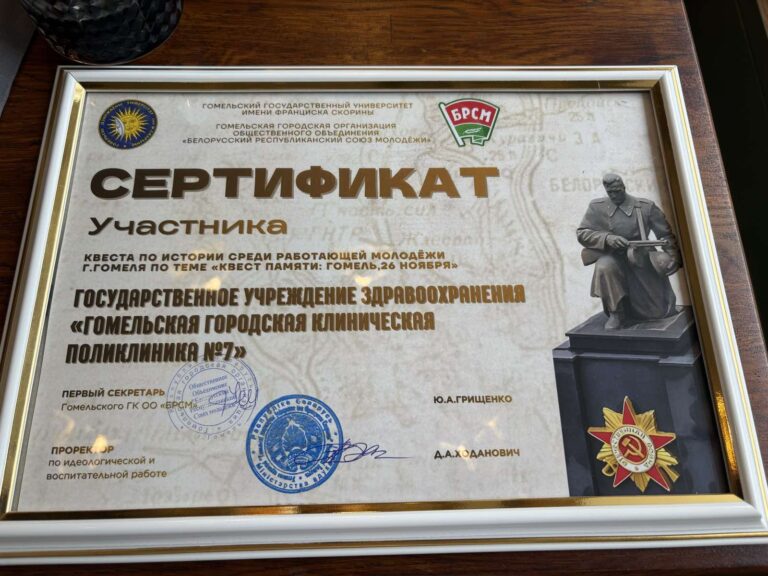 ГОМЕЛЬСКИЙ ГОСУДАРСТВЕННЫЙ УНИВЕРСИТЕТ
ИМЕНИ ФРАНЦИСКА СКОРИНЫ
ГОМЕЛЬСКАЯ ГОРОДСКАЯ ОРГАНИЗАЦИЯ
ОБЩЕСТВЕННОГО ОБЪЕДИНЕНИЯ
«БЕЛОРУССКИЙ РЕСПУБЛИКАНСКИЙ СОЮЗ МОЛОДЁЖИ»
БРСМ
СЕРТИФИКАТ
Участника
КВЕСТА ПО ИСТОРИИ СРЕДИ РАБОТАЮЩЕЙ МОЛОДЁЖИ
Г.ГОМЕЛЯ ПО ТЕМЕ «КВЕСТ ПАМЯТИ: ГОМЕЛЬ,26 НОЯБРЯ»
ГОСУДАРСТВЕННОЕ УЧРЕЖДЕНИЕ ЗДРАВООХРАНЕНИЯ
«ГОМЕЛЬСКАЯ ГОРОДСКАЯ КЛИНИЧЕСКАЯ
ПОЛИКЛИНИКА №7»
ПЕРВЫЙ СЕКРЕТАРЬ
Гомельского ГК ОО «БРСМ»
Ю.А.ГРИЩЕНКО
ПРОРЕКТОР
по идеологической и
воспитательной работе
Д.А.ХОДАНОВИЧ
ОТЕЧЕСТВЕННАЯ ВОЙНА